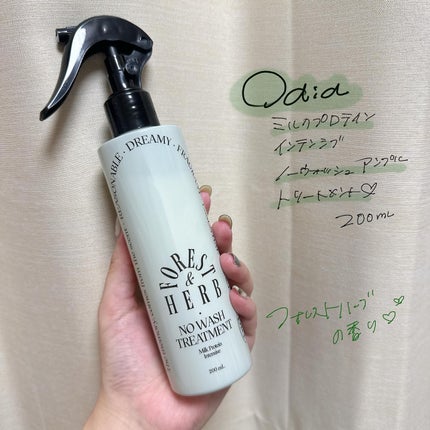 Odid
ミルクプロテイン
インテンシブ
ノーウォッシュ アンプル
トリートメント♡
200mL
フォレストハーブ
の香り♡
DREAMY
FOREST
&
HERB
NO WASH
TREATMENT
Milk Protein
Intensive
200 mL